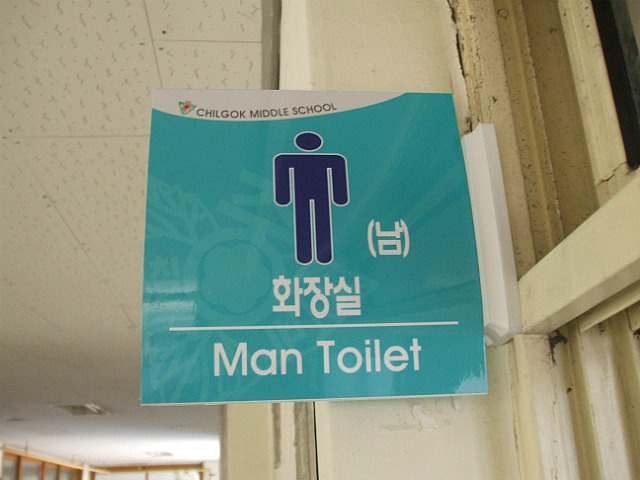 CHILGOK MIDDLE SCHOOL
(남)
화장실
Man Toilet